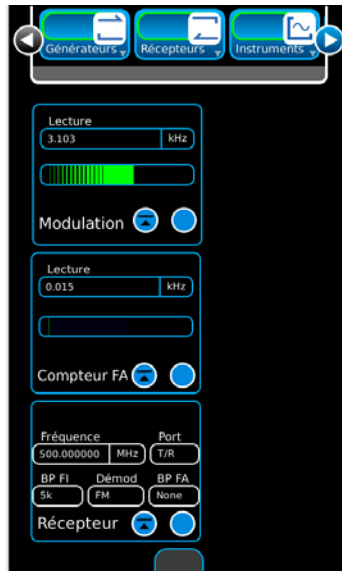 Générateurs Récepteurs Instruments
Lecture
3.103 kHz
Modulation
Lecture
0.015 kHz
Compteur FA
Fréquence Port
500.000000 MHz T/R
BP FI Démod BP FA
5k FM None
Récepteur